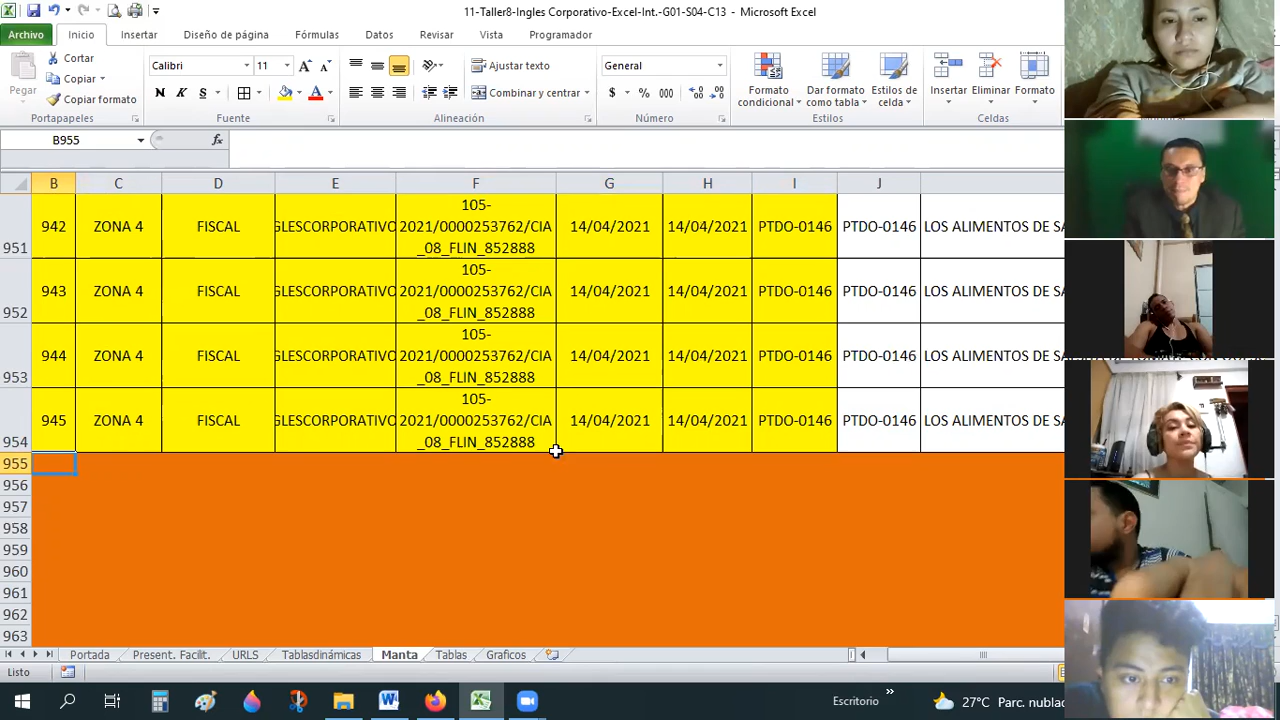 11-Taller8-Ingles Corporativo-Excel-Int.-G01-S04-C13 - Microsoft Excel
Archivo Inicio Insertar Diseño de página Fórmulas Datos Revisar Vista Programador
Pegar
Cortar
Copiar
Copiar formato
Portapapeles
Calibri 11
N K S
Fuente
Ajustar texto
Combinar y centrar
Alineación
General
$ % 000
Número
Formato condicional
Dar formato como tabla
Estilos de celda
Estilos
Insertar Eliminar Formato
Celdas
B955 fx
B C D E F G H I J
951 942 ZONA 4 FISCAL GLESCORPORATIVO 105-2021/0000253762/CIA_08_FLIN_852888 14/04/2021 14/04/2021 PTDO-0146 PTDO-0146 LOS ALIMENTOS DE SA
952 943 ZONA 4 FISCAL GLESCORPORATIVO 105-2021/0000253762/CIA_08_FLIN_852888 14/04/2021 14/04/2021 PTDO-0146 PTDO-0146 LOS ALIMENTOS DE SA
953 944 ZONA 4 FISCAL GLESCORPORATIVO 105-2021/0000253762/CIA_08_FLIN_852888 14/04/2021 14/04/2021 PTDO-0146 PTDO-0146 LOS ALIMENTOS DE SA
954 945 ZONA 4 FISCAL GLESCORPORATIVO 105-2021/0000253762/CIA_08_FLIN_852888 14/04/2021 14/04/2021 PTDO-0146 PTDO-0146 LOS ALIMENTOS DE SA
955
956
957
958
959
960
961
962
963
Portada Present. Facilit. URLS Tablasdinámicas Manta Tablas Graficos
Listo
Escritorio » 27°C Parc. nubla